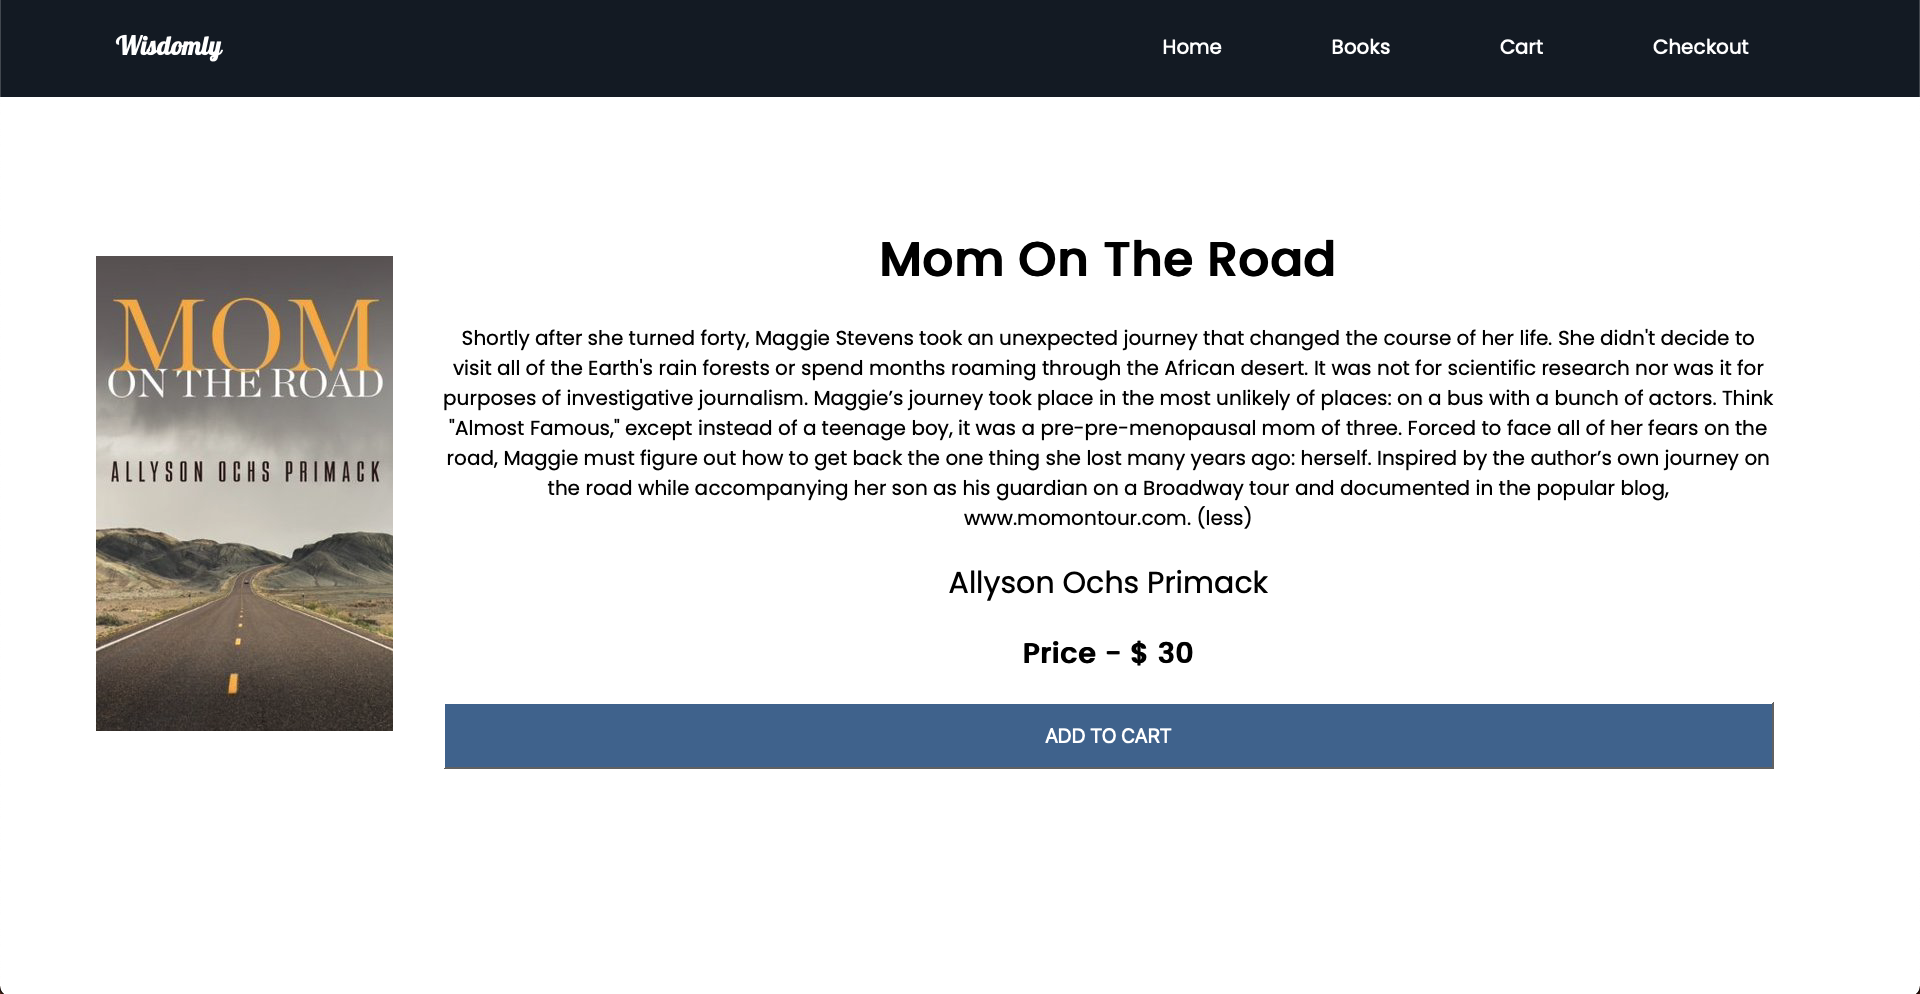 Wisdomly
Home
Books
Cart
Checkout
MOM
ON THE ROAD
ALLYSON OCHS PRIMACK
Mom On The Road
Shortly after she turned forty, Maggie Stevens took an unexpected journey that changed the course of her life. She didn't decide to
visit all of the Earth's rain forests or spend months roaming through the African desert. It was not for scientific research nor was it for
purposes of investigative journalism. Maggie’s journey took place in the most unlikely of places: on a bus with a bunch of actors. Think
"Almost Famous," except instead of a teenage boy, it was a pre-pre-menopausal mom of three. Forced to face all of her fears on the
road, Maggie must figure out how to get back the one thing she lost many years ago: herself. Inspired by the author’s own journey on
the road while accompanying her son as his guardian on a Broadway tour and documented in the popular blog,
www.momontour.com. (less)
Allyson Ochs Primack
Price - $ 30
ADD TO CART